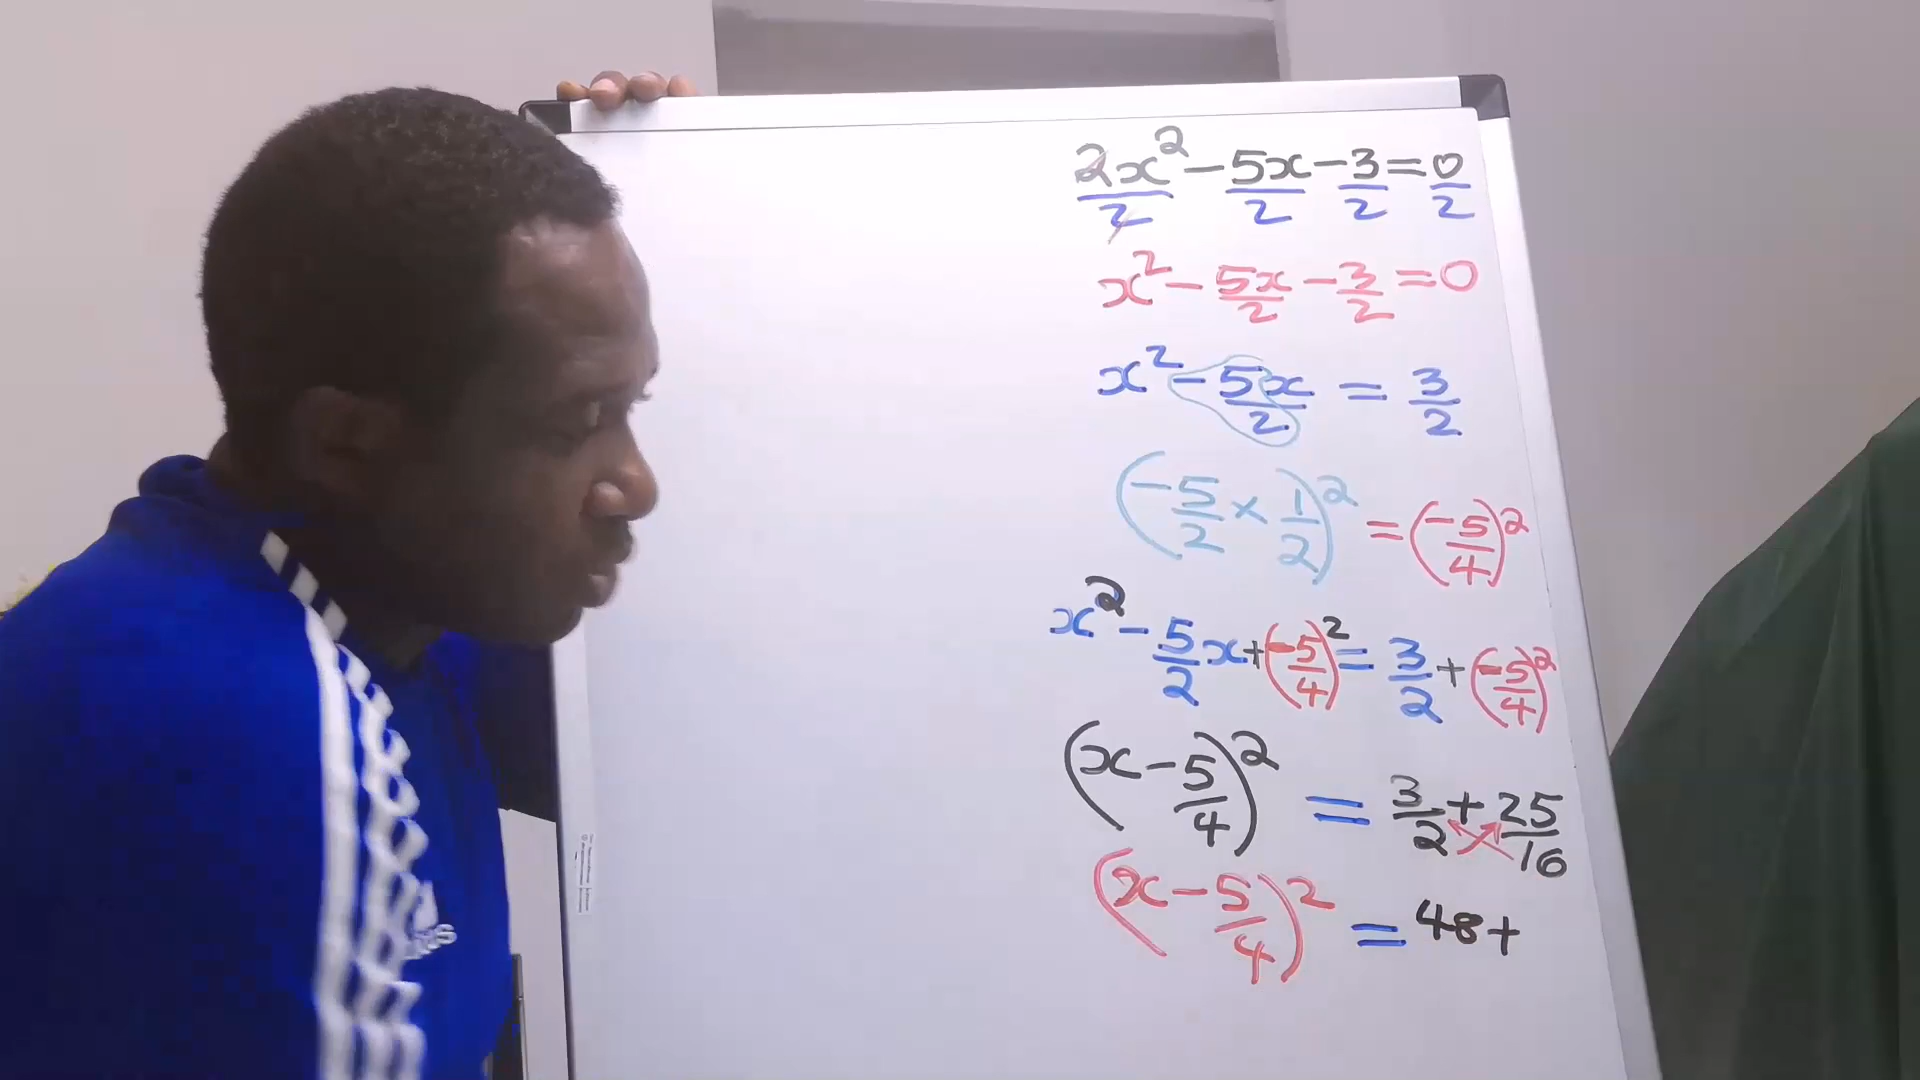 2x²/2 - 5x/2 - 3/2 = 0/2
x² - 5x/2 - 3/2 = 0
x² - 5x/2 = 3/2
(-5/2 × 1/2)² = (-5/4)²
x² - 5/2 x + (-5/4)² = 3/2 + (-5/4)²
(x - 5/4)² = 3/2 + 25/16
(x - 5/4)² = 48 +